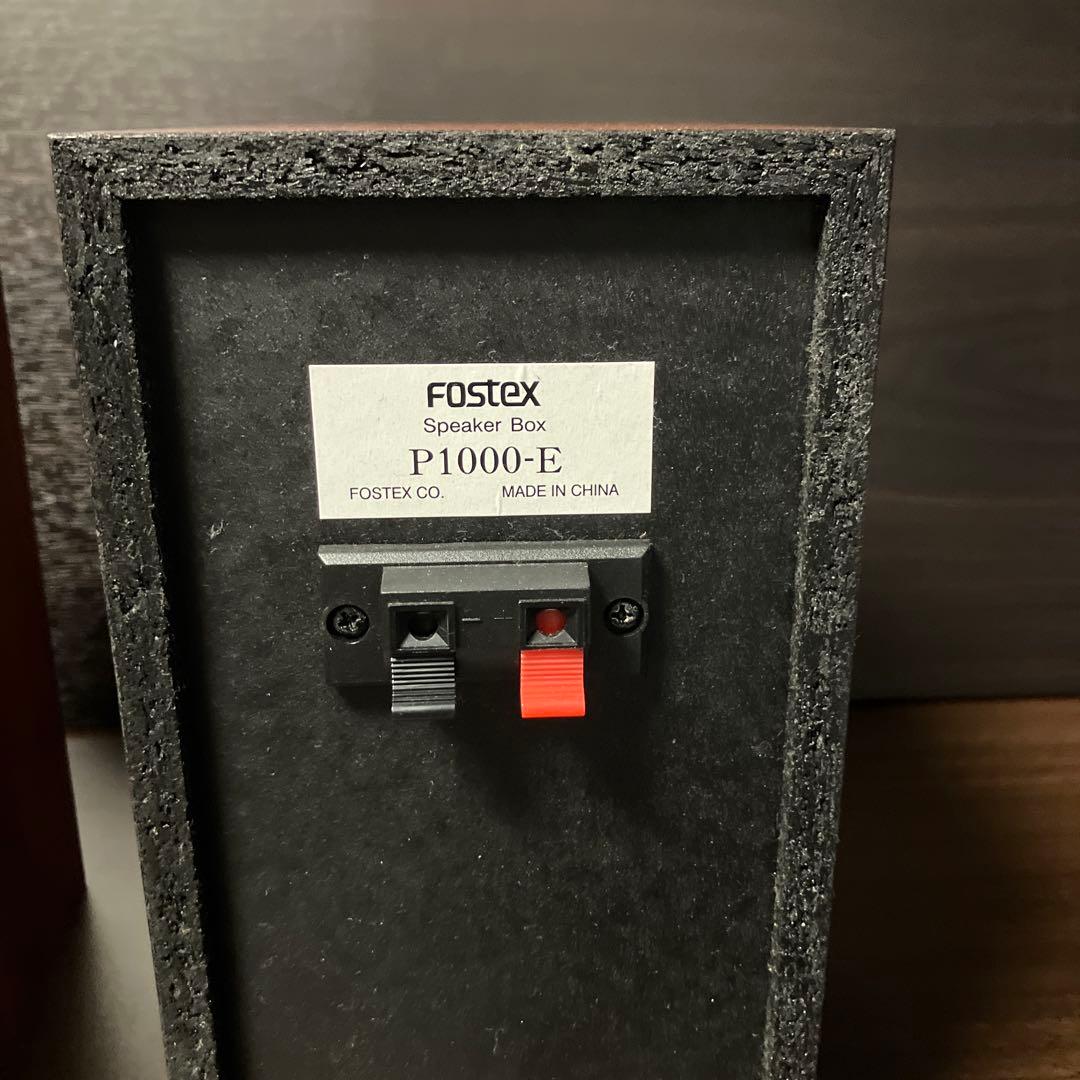 Fostex
Speaker Box
P1000-E
FOSTEX CO. MADE IN CHINA